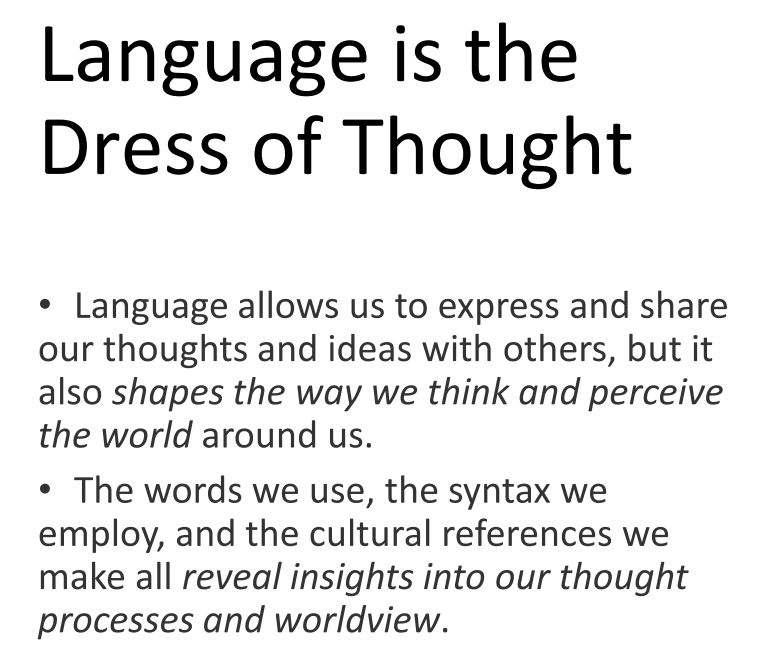 Language is the
Dress of Thought
• Language allows us to express and share
our thoughts and ideas with others, but it
also shapes the way we think and perceive
the world around us.
• The words we use, the syntax we
employ, and the cultural references we
make all reveal insights into our thought
processes and worldview.